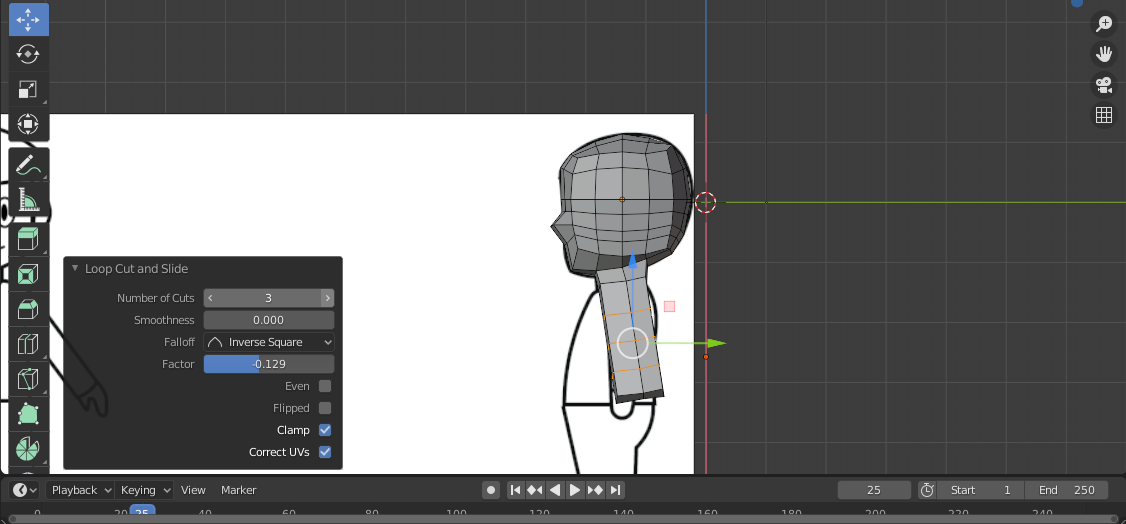 Loop Cut and Slide
Number of Cuts 3
Smoothness 0.000
Falloff Inverse Square
Factor -0.129
Even
Flipped
Clamp
Correct UVs
Playback Keying View Marker 25 Start 1 End 250
0 20 25 40 60 80 100 120 140 160 180 200 220 240